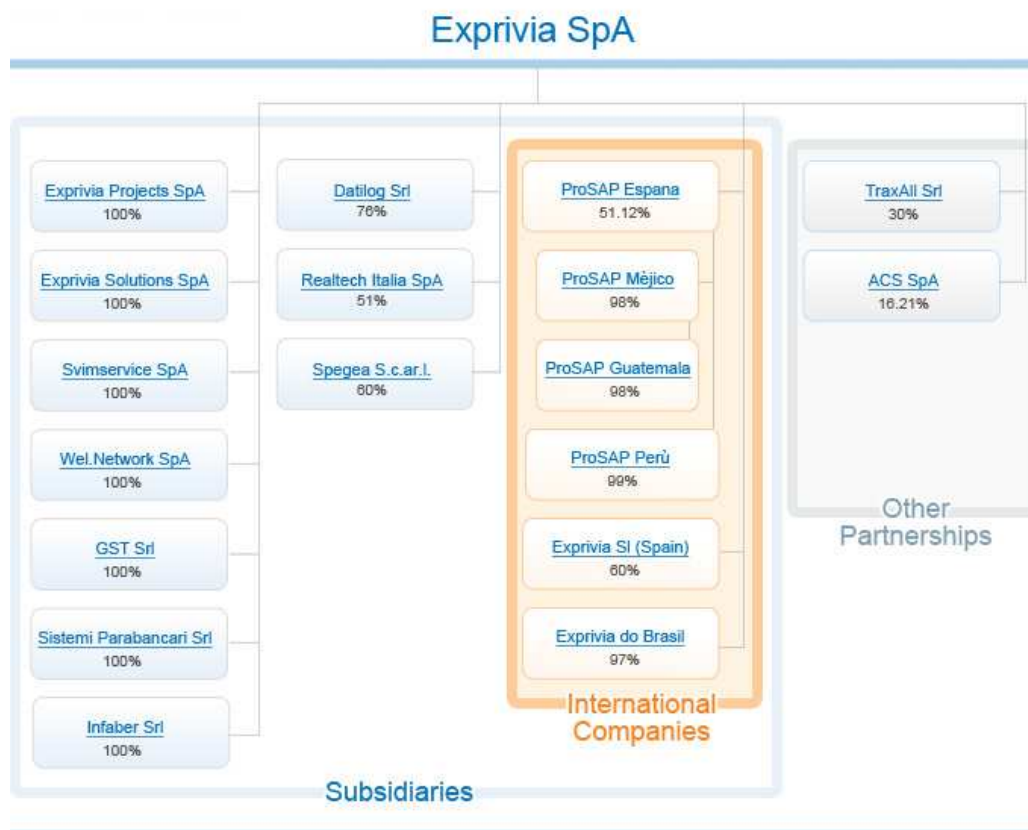 Exprivia SpA
Exprivia Projects SpA
100%
Exprivia Solutions SpA
100%
Svimservice SpA
100%
Wel.Network SpA
100%
GST Srl
100%
Sistemi Parabancari Srl
100%
Infaber Srl
100%
Datilog Srl
76%
Realtech Italia SpA
51%
Spegea S.c.ar.l.
60%
ProSAP Espana
51.12%
ProSAP Mèjico
98%
ProSAP Guatemala
98%
ProSAP Perù
99%
Exprivia Sl (Spain)
60%
Exprivia do Brasil
97%
International
Companies
Subsidiaries
TraxAll Srl
30%
ACS SpA
16.21%
Other
Partnerships